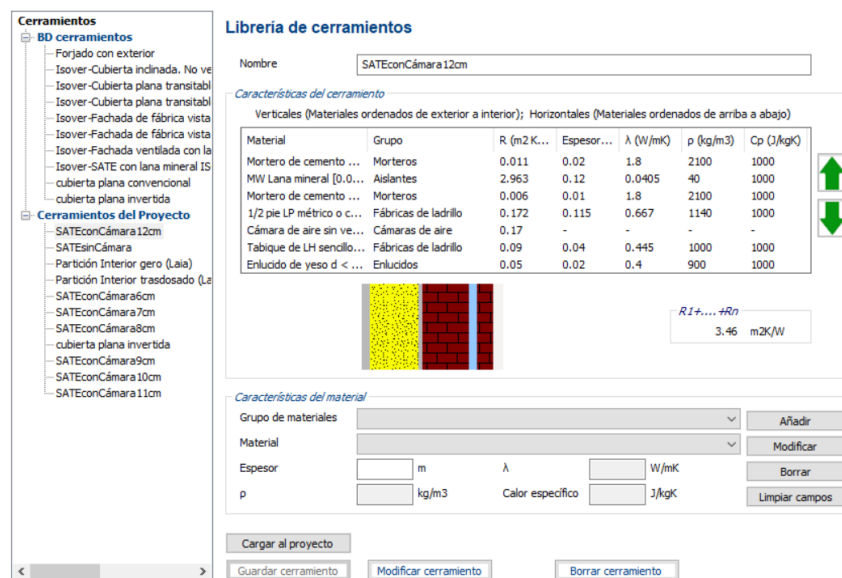 Cerramientos
BD cerramientos
Forjado con exterior
Isover-Cubierta inclinada. No ve
Isover-Cubierta plana transitabl
Isover-Cubierta plana transitabl
Isover-Fachada de fábrica vista
Isover-Fachada de fábrica vista
Isover-Fachada ventilada con la
Isover-SATE con lana mineral IS
cubierta plana convencional
cubierta plana invertida
Cerramientos del Proyecto
SATEconCámara12cm
SATEsinCámara
Partición Interior gero (Laia)
Partición Interior trasdosado (La
SATEconCámara6cm
SATEconCámara7cm
SATEconCámara8cm
cubierta plana invertida
SATEconCámara9cm
SATEconCámara10cm
SATEconCámara11cm
Librería de cerramientos
Nombre SATEconCámara12cm
Características del cerramiento
Verticales (Materiales ordenados de exterior a interior); Horizontales (Materiales ordenados de arriba a abajo)
Material Grupo R (m2 K... Espesor... λ (W/mK) ρ (kg/m3) Cp (J/kgK)
Mortero de cemento ... Morteros 0.011 0.02 1.8 2100 1000
MW Lana mineral [0.0... Aislantes 2.963 0.12 0.0405 40 1000
Mortero de cemento ... Morteros 0.006 0.01 1.8 2100 1000
1/2 pie LP métrico o c... Fábricas de ladrillo 0.172 0.115 0.667 1140 1000
Cámara de aire sin ve... Cámaras de aire 0.17 - - - -
Tabique de LH sencillo... Fábricas de ladrillo 0.09 0.04 0.445 1000 1000
Enlucido de yeso d < ... Enlucidos 0.05 0.02 0.4 900 1000
R1+....+Rn
3.46 m2K/W
Características del material
Grupo de materiales Añadir
Material Modificar
Espesor m λ W/mK Borrar
ρ kg/m3 Calor específico J/kgK Limpiar campos
Cargar al proyecto
Guardar cerramiento Modificar cerramiento Borrar cerramiento